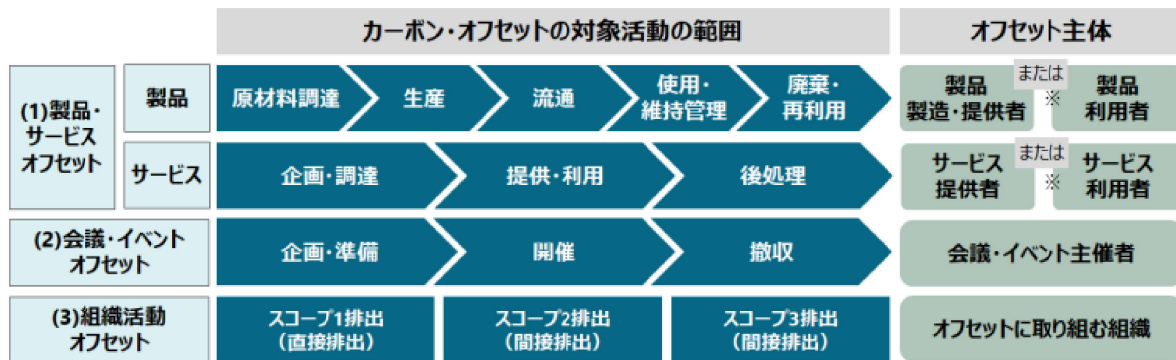 カーボン・オフセットの対象活動の範囲
オフセット主体
(1)製品・
サービス
オフセット
製品
原材料調達
生産
流通
使用・
維持管理
廃棄・
再利用
製品
製造・提供者
または
※
製品
利用者
サービス
企画・調達
提供・利用
後処理
サービス
提供者
または
※
サービス
利用者
(2)会議・イベント
オフセット
企画・準備
開催
撤収
会議・イベント主催者
(3)組織活動
オフセット
スコープ1排出
（直接排出）
スコープ2排出
（間接排出）
スコープ3排出
（間接排出）
オフセットに取り組む組織